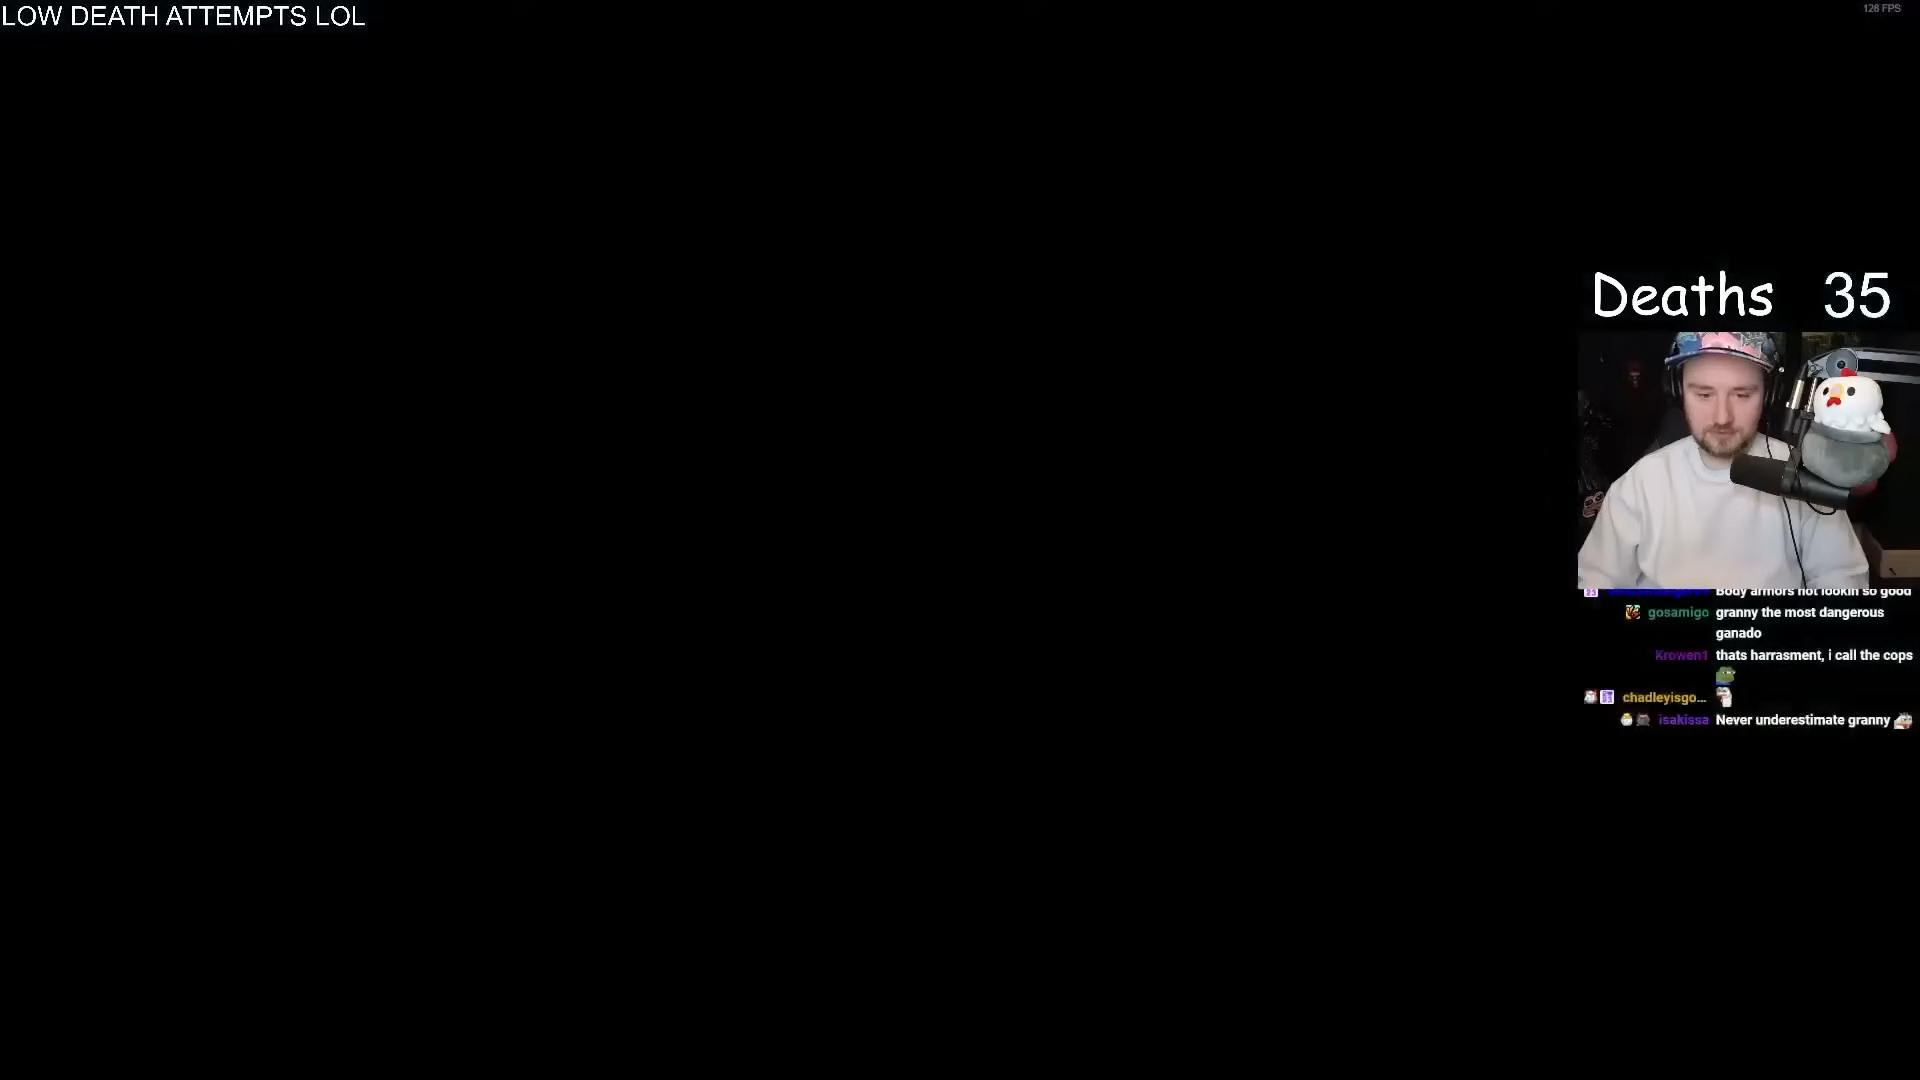 LOW DEATH ATTEMPTS LOL
128 FPS
Deaths 35
Body armors not lookin so good
gosamigo granny the most dangerous
ganado
Krowen1 thats harrasment, i call the cops
chadleyisgo...
isakissa Never underestimate granny